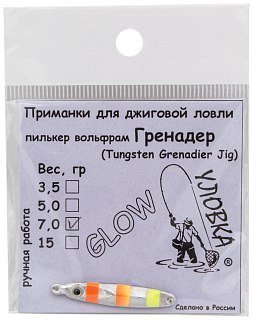 Приманки для джиговой ловли
пилькер вольфрам Гренадер
(Tungsten Grenadier Jig)
Вес, гр
3,5
5,0
7,0
15
ручная работа
GLOW
УЛОВКА
Сделано в России